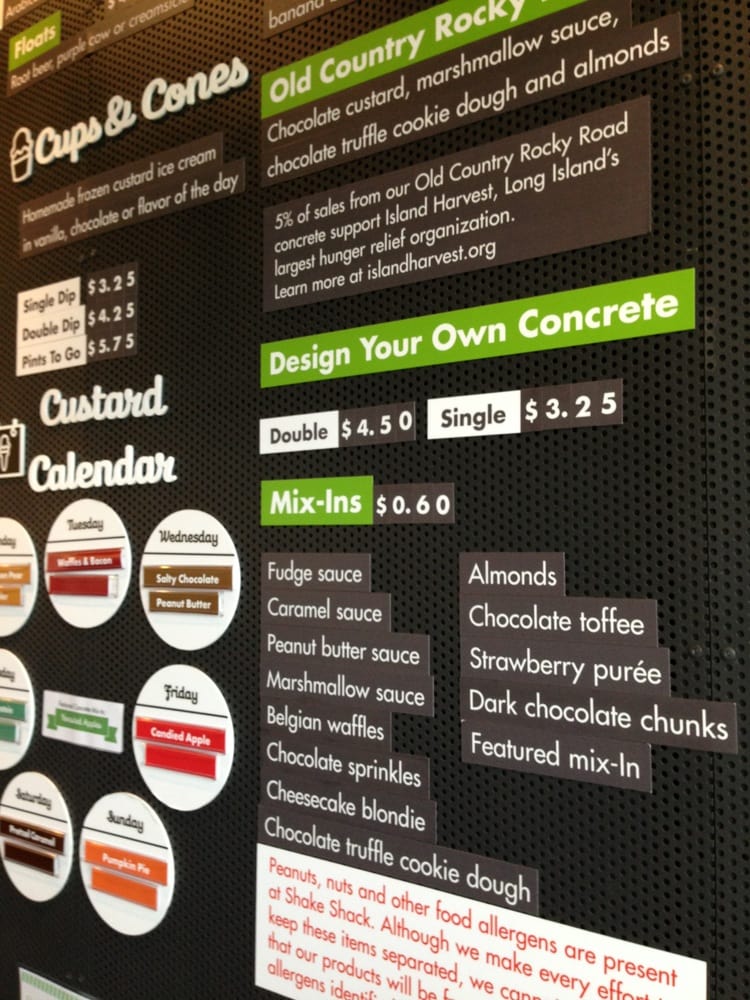 Floats
Root beer, purple cow or creamsicle
Cups & Cones
Homemade frozen custard ice cream
in vanilla, chocolate or flavor of the day
Single Dip $3.25
Double Dip $4.25
Pints To Go $5.75
Custard
Calendar
Tuesday
Waffles & Bacon
Wednesday
Salty Chocolate
Peanut Butter
Friday
Candied Apple
Saturday
Pretzel Caramel
Sunday
Pumpkin Pie
banana
Old Country Rocky
Chocolate custard, marshmallow sauce,
chocolate truffle cookie dough and almonds
5% of sales from our Old Country Rocky Road
concrete support Island Harvest, Long Island's
largest hunger relief organization.
Learn more at islandharvest.org
Design Your Own Concrete
Double $4.50 Single $3.25
Mix-Ins $0.60
Fudge sauce
Caramel sauce
Peanut butter sauce
Marshmallow sauce
Belgian waffles
Chocolate sprinkles
Cheesecake blondie
Chocolate truffle cookie dough
Almonds
Chocolate toffee
Strawberry purée
Dark chocolate chunks
Featured mix-In
Peanuts, nuts and other food allergens are present
at Shake Shack. Although we make every effort
keep these items separated, we
that our products will be
allergens